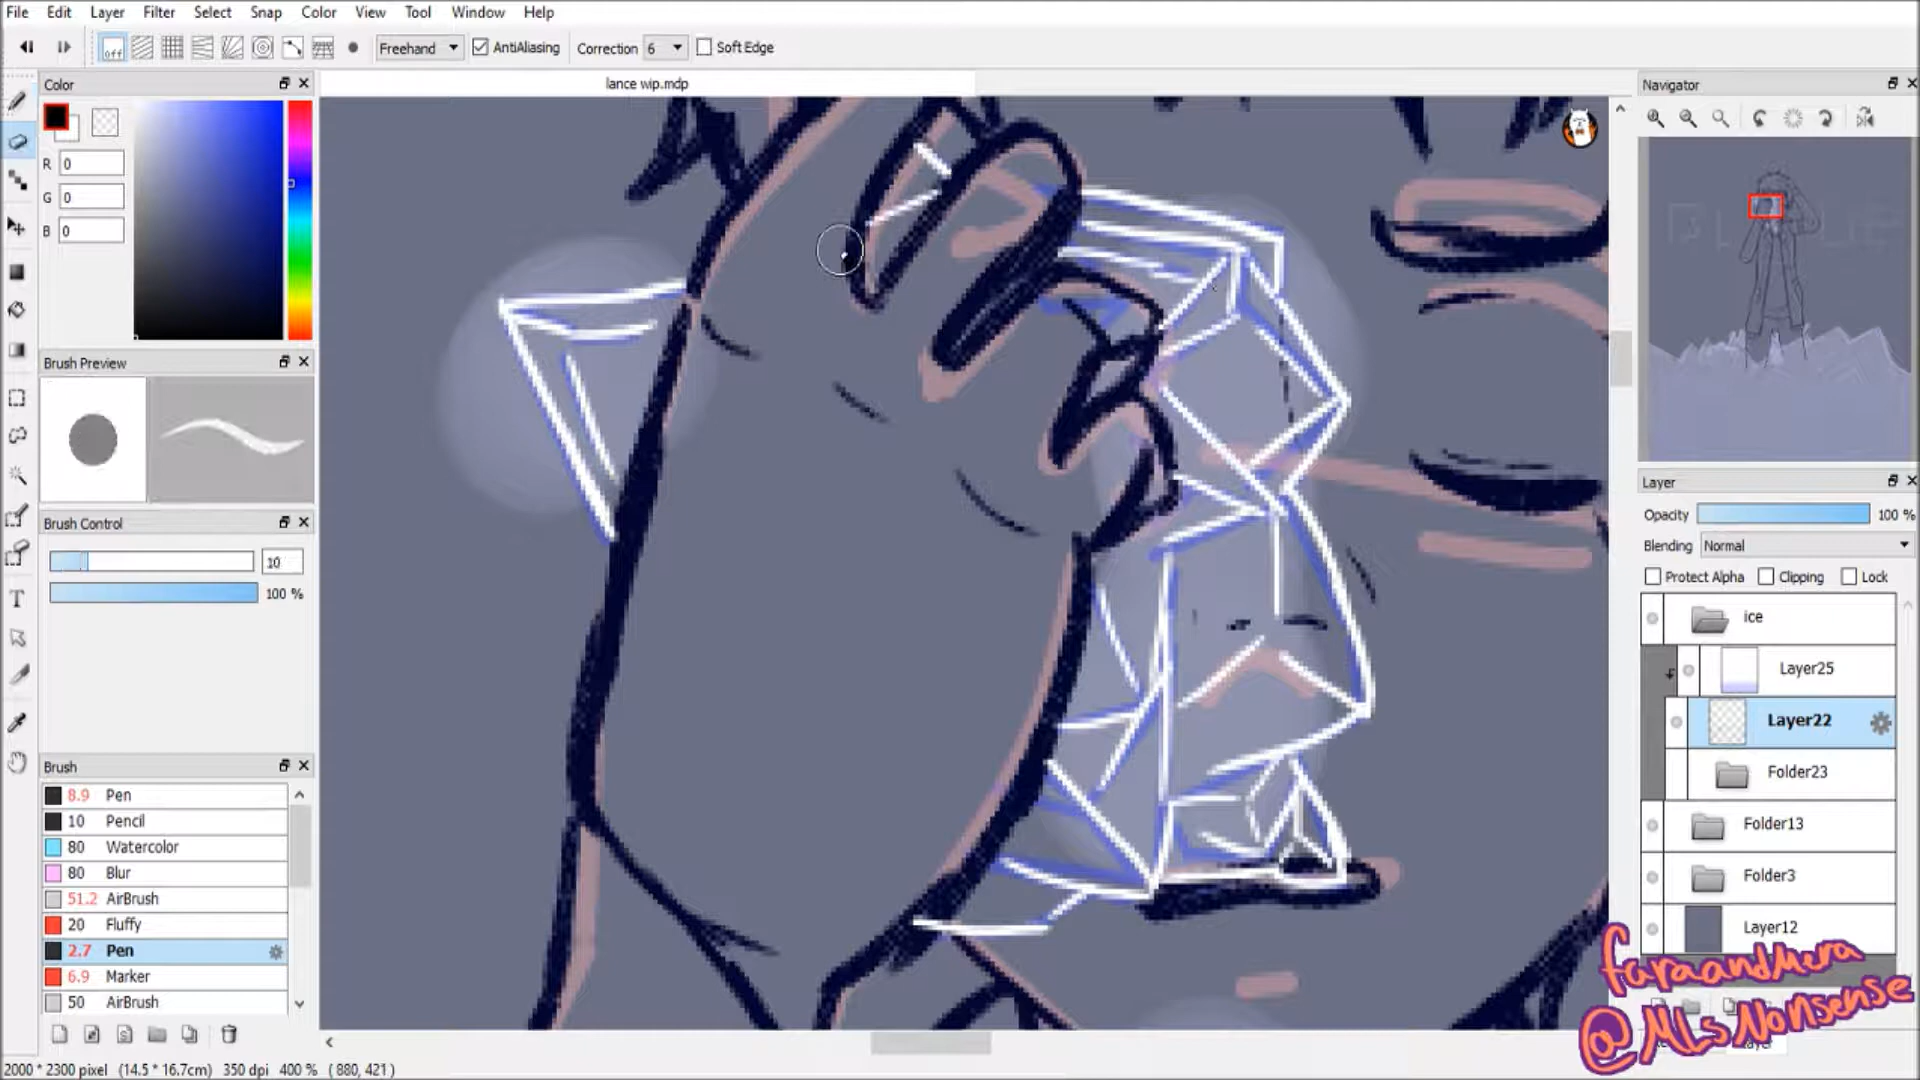 File Edit Layer Filter Select Snap Color View Tool Window Help
off Freehand AntiAliasing Correction 6 Soft Edge
Color
lance wip.mdp
Navigator
R 0
G 0
B 0
Brush Preview
Brush Control
10
100 %
Brush
8.9 Pen
10 Pencil
80 Watercolor
80 Blur
51.2 AirBrush
20 Fluffy
2.7 Pen
6.9 Marker
50 AirBrush
Layer
Opacity 100 %
Blending Normal
Protect Alpha Clipping Lock
ice
Layer25
Layer22
Folder23
Folder13
Folder3
Layer12
faraandMera
@MLsNonsense
Layer
2000 * 2300 pixel (14.5 * 16.7cm) 350 dpi 400 % ( 880, 421 )